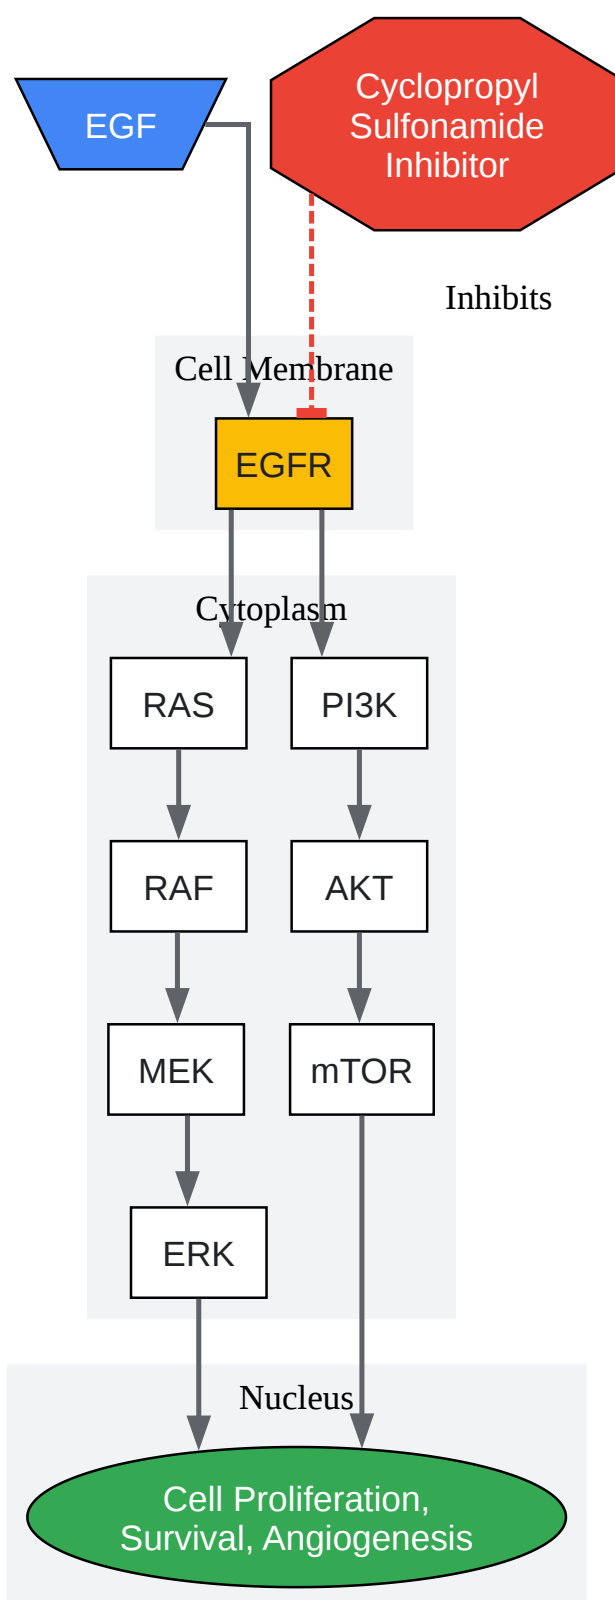 EGF
Cyclopropyl
Sulfonamide
Inhibitor
Inhibits
Cell Membrane
EGFR
Cytoplasm
RAS
PI3K
RAF
AKT
MEK
mTOR
ERK
Nucleus
Cell Proliferation,
Survival, Angiogenesis